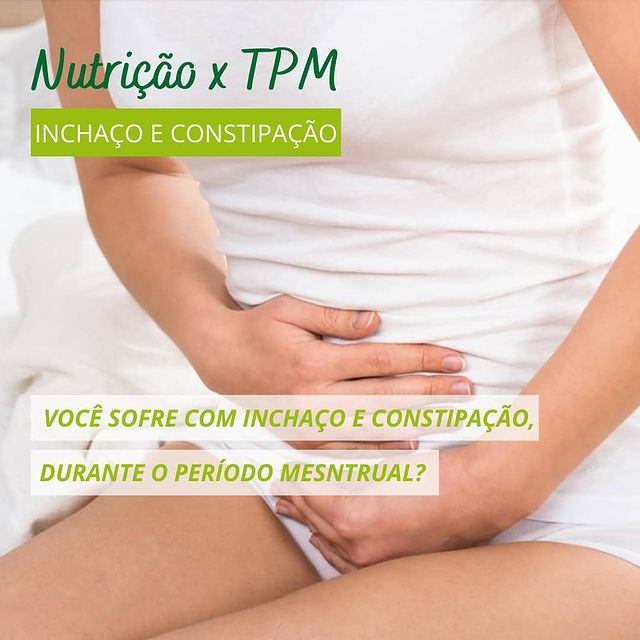 Nutrição x TPM
INCHAÇO E CONSTIPAÇÃO
VOCÊ SOFRE COM INCHAÇO E CONSTIPAÇÃO,
DURANTE O PERÍODO MESNTRUAL?